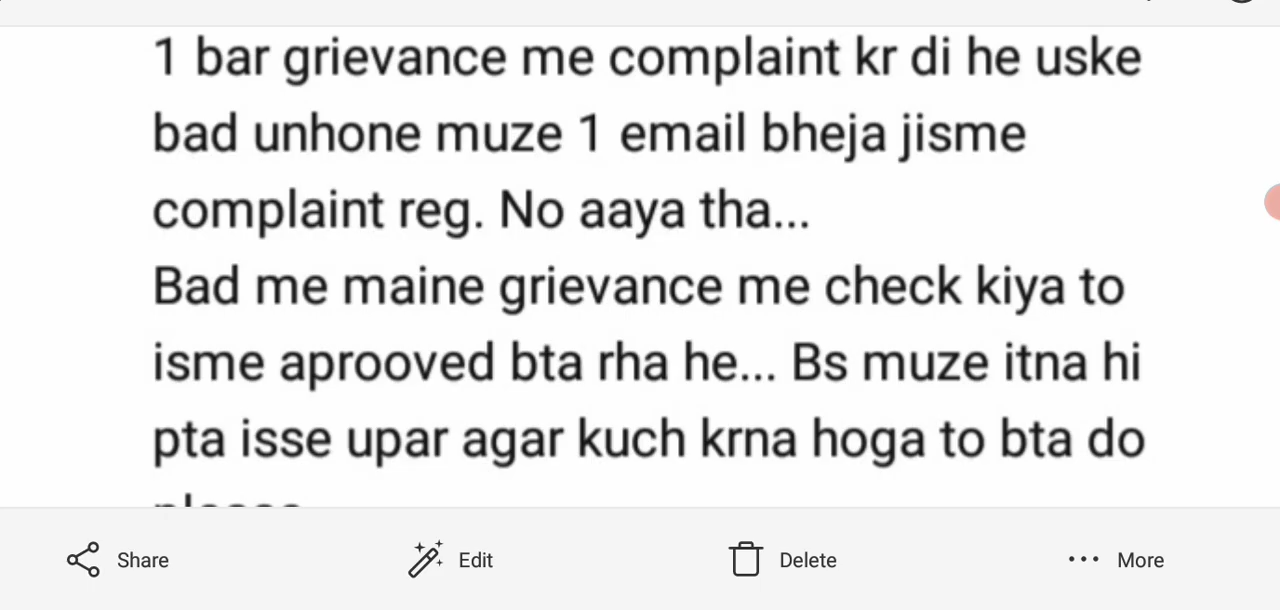 1 bar grievance me complaint kr di he uske
bad unhone muze 1 email bheja jisme
complaint reg. No aaya tha...
Bad me maine grievance me check kiya to
isme aprooved bta rha he... Bs muze itna hi
pta isse upar agar kuch krna hoga to bta do
Share Edit Delete More